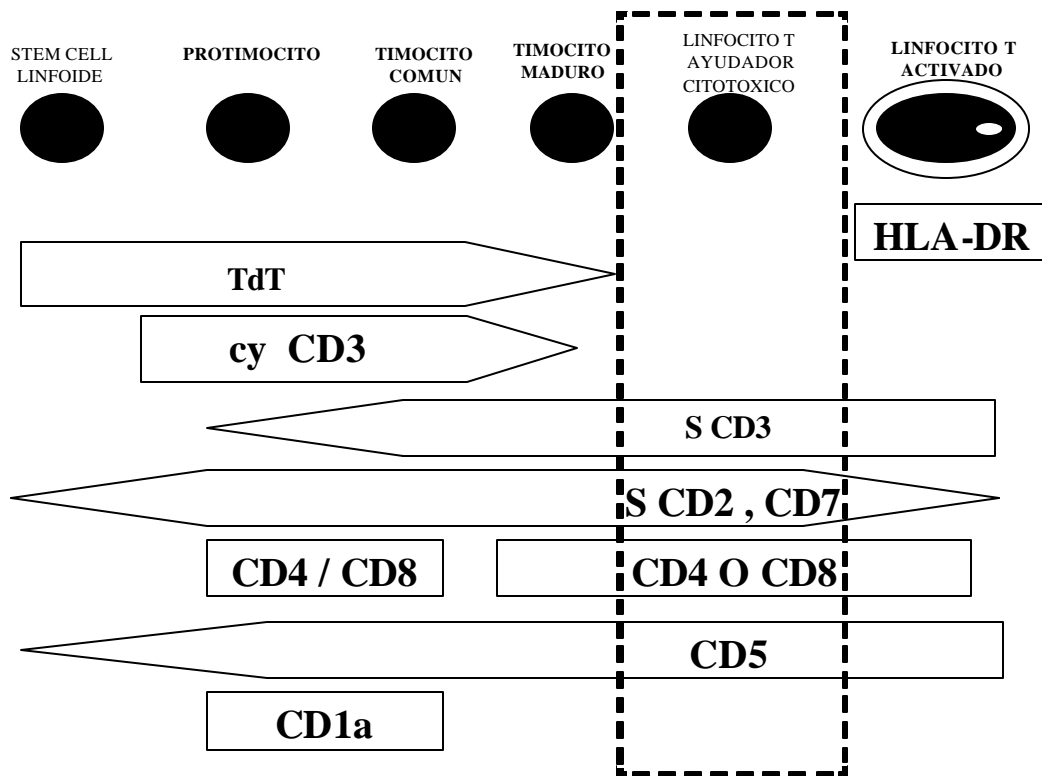 STEM CELL
LINFOIDE
PROTIMOCITO
TIMOCITO
COMUN
TIMOCITO
MADURO
LINFOCITO T
AYUDADOR
CITOTOXICO
LINFOCITO T
ACTIVADO
HLA-DR
TdT
cy CD3
S CD3
S CD2 , CD7
CD4 / CD8
CD4 O CD8
CD5
CD1a